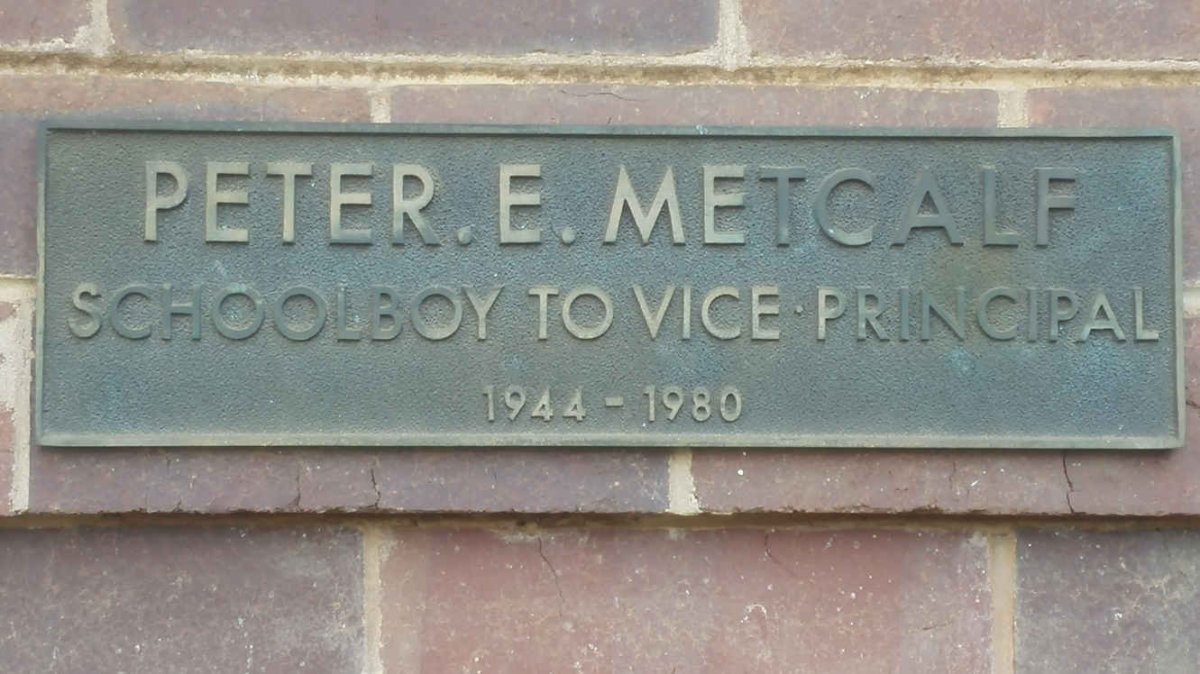 PETER. E. METCALF
SCHOOLBOY TO VICE·PRINCIPAL
1944 - 1980